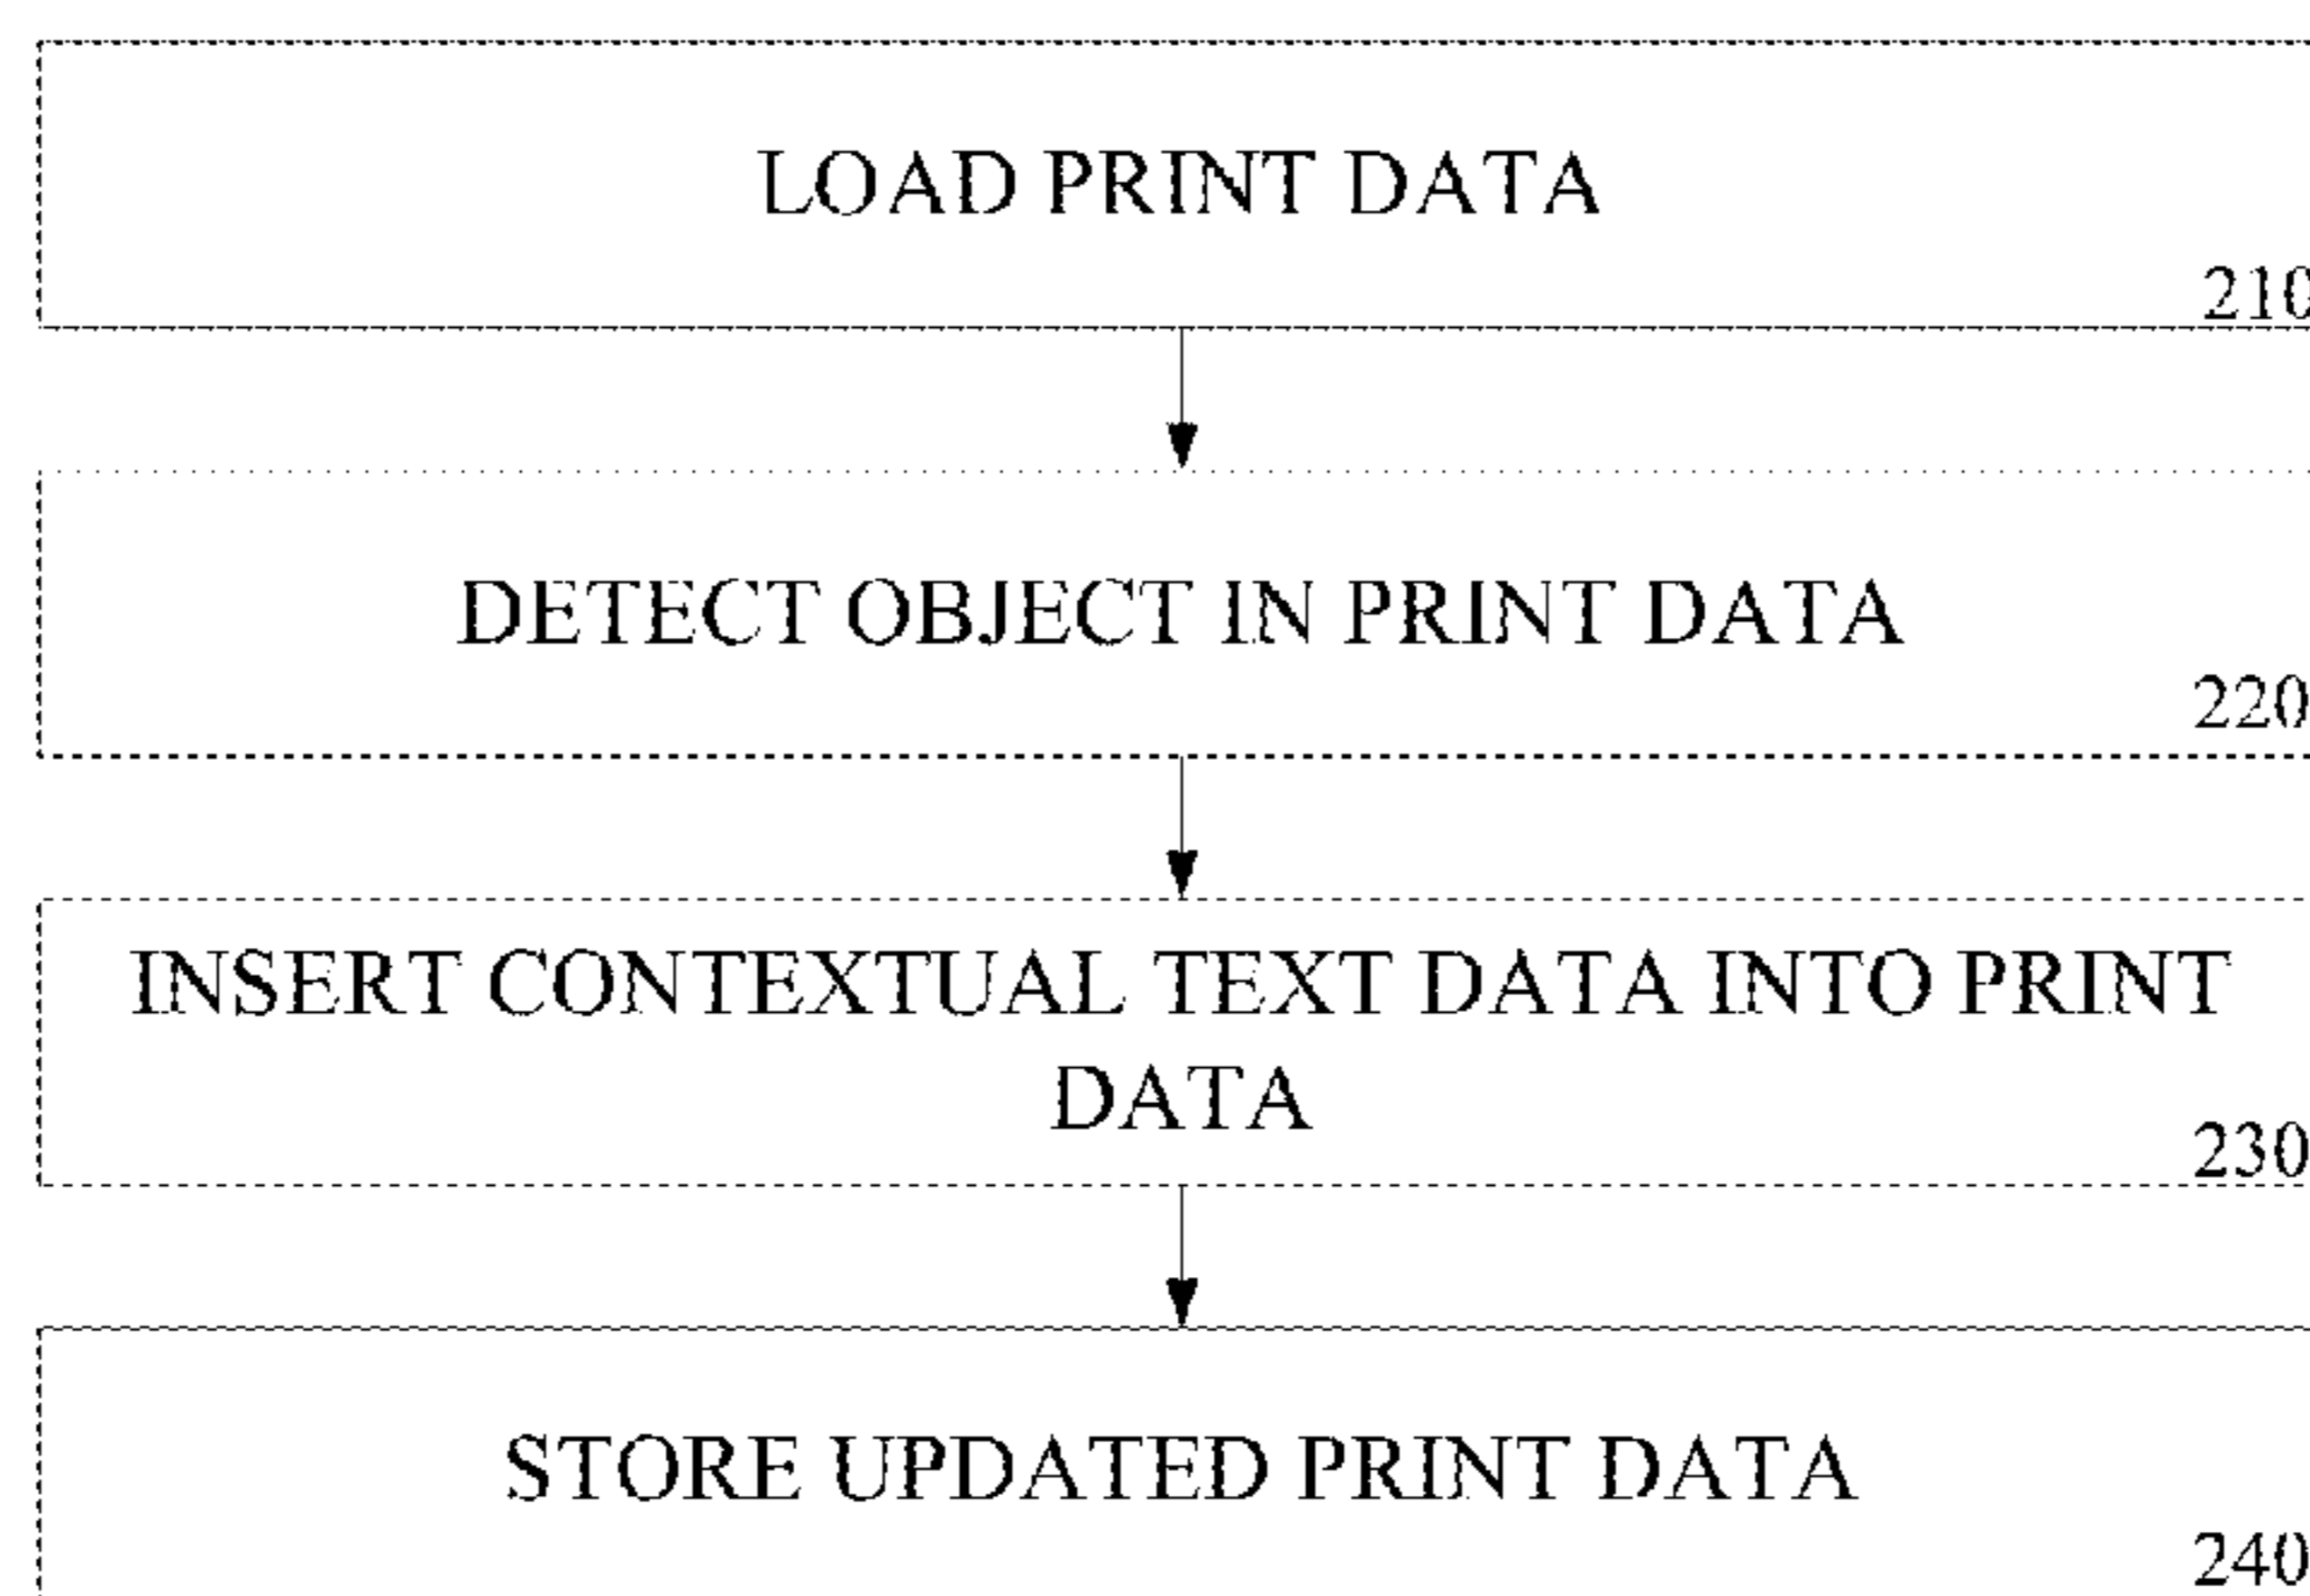 LOAD PRINT DATA
210
DETECT OBJECT IN PRINT DATA
220
INSERT CONTEXTUAL TEXT DATA INTO PRINT
DATA
230
STORE UPDATED PRINT DATA
240